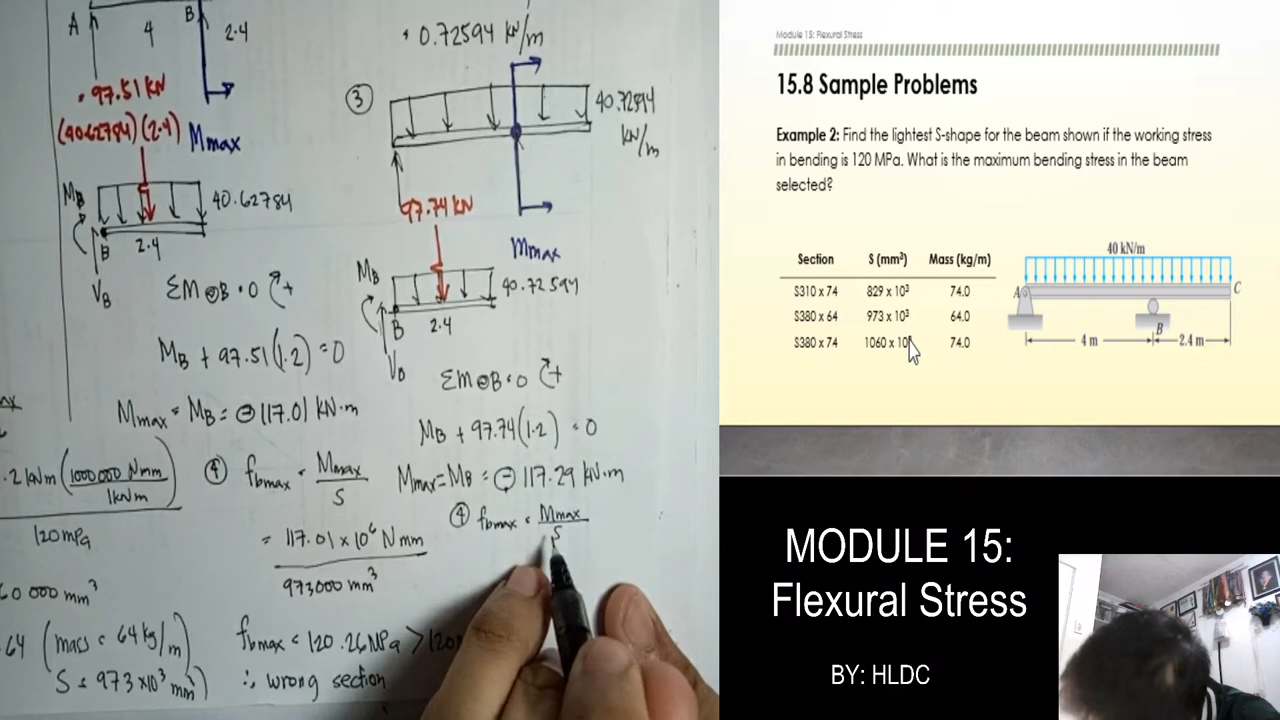 A
4
B
2.4
97.51 kN
(40.62784)(2.4)
Mmax
MB
40.62784
B
2.4
VB
ΣM@B=0 +
MB + 97.51(1.2) = 0
Mmax = MB = ⊖ 117.01 kN·m
.2 kNm (1000000 Nmm / 1kNm)
120 mPa
60 000 mm³
.64 (mass = 64 kg/m)
S = 973 x10³ mm³)
④ fbmax = Mmax / S
= 117.01 x 10⁶ N mm
973000 mm³
fbmax = 120.26 MPa > 120
∴ wrong section
0.72594 kN/m
③
40.72594
kN/m
97.74 kN
Mmax
MB
40.72594
B
2.4
VB
ΣM@B=0 +
MB + 97.74(1.2) = 0
Mmax = MB = ⊖ 117.29 kN·m
④ fbmax = Mmax / S
Module 15: Flexural Stress
15.8 Sample Problems
Example 2: Find the lightest S-shape for the beam shown if the working stress
in bending is 120 MPa. What is the maximum bending stress in the beam
selected?
Section S (mm³) Mass (kg/m)
S310 x 74 829 x 10³ 74.0
S380 x 64 973 x 10³ 64.0
S380 x 74 1060 x 10 74.0
40 kN/m
A
C
B
4 m
2.4 m
MODULE 15:
Flexural Stress
BY: HLDC